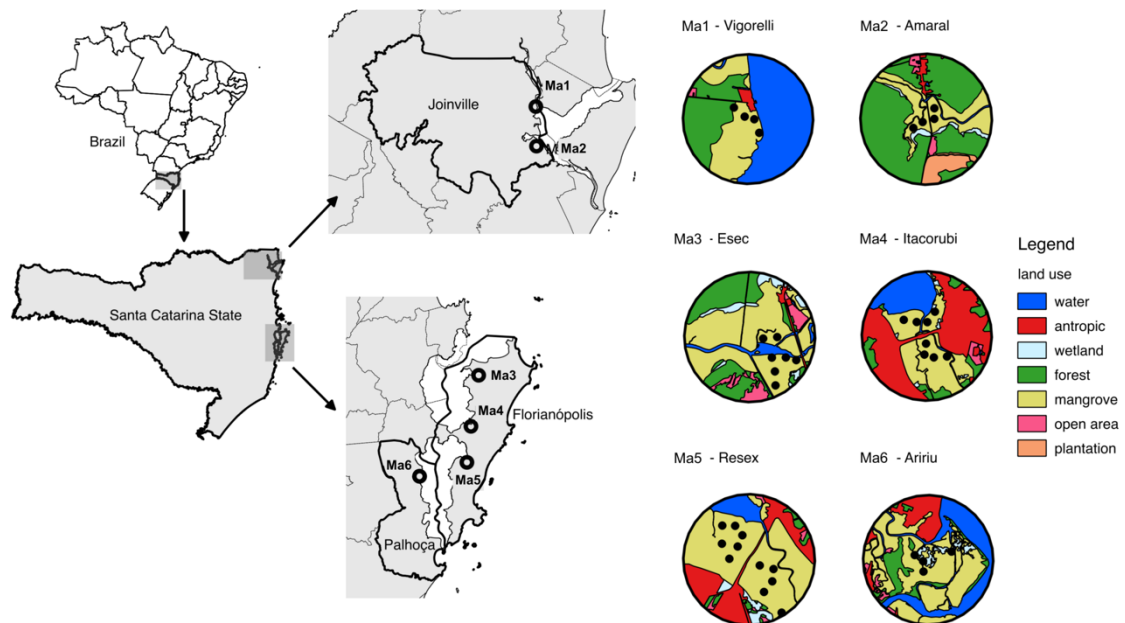 Brazil
Santa Catarina State
Joinville
Ma1
Ma2
Ma3
Ma4
Florianópolis
Ma6
Ma5
Palhoça
Ma1 - Vigorelli
Ma2 - Amaral
Ma3 - Esec
Ma4 - Itacorubi
Ma5 - Resex
Ma6 - Aririu
Legend
land use
water
antropic
wetland
forest
mangrove
open area
plantation